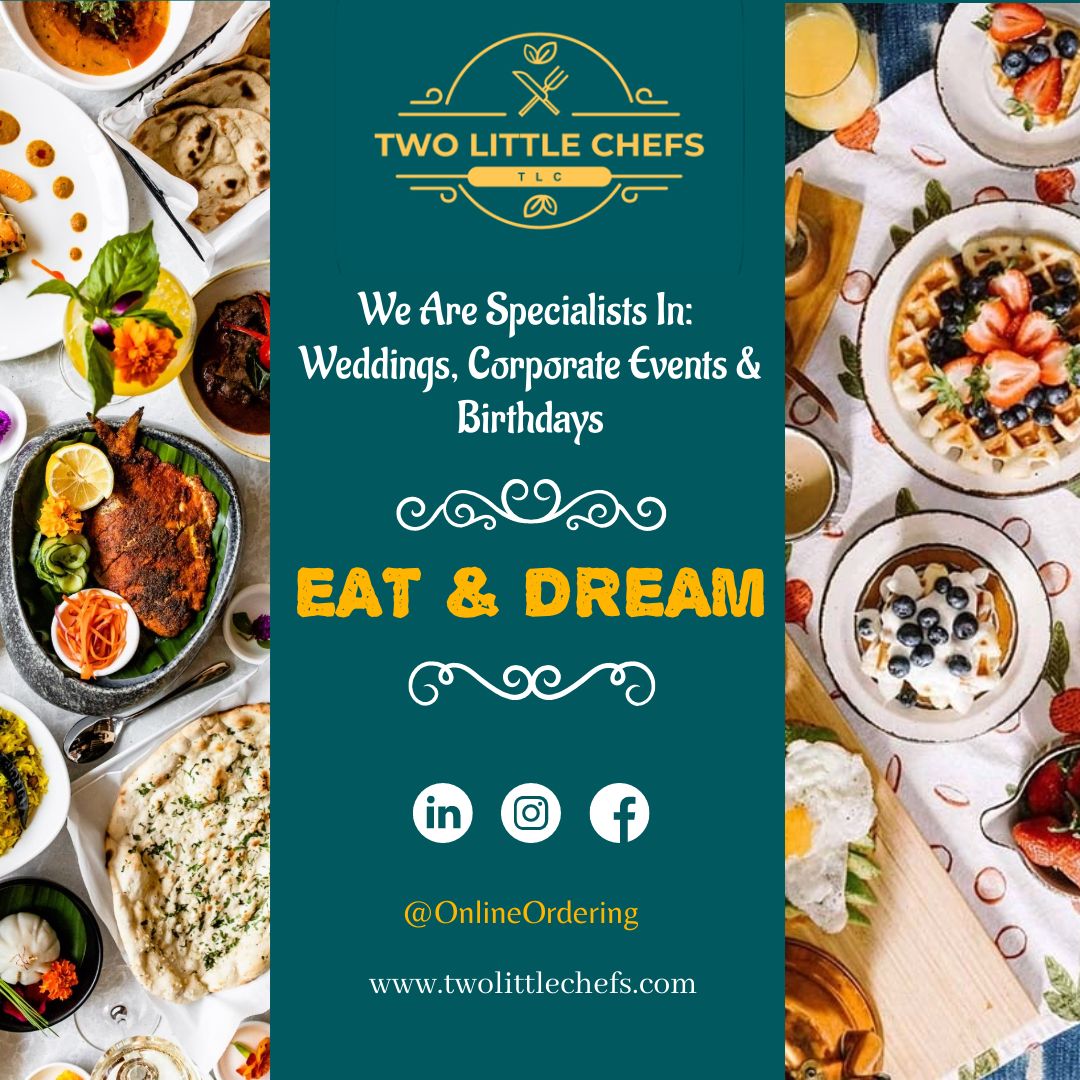 TWO LITTLE CHEFS
TLC
We Are Specialists In:
Weddings, Corporate Events &
Birthdays
EAT & DREAM
in
@OnlineOrdering
www.twolittlechefs.com